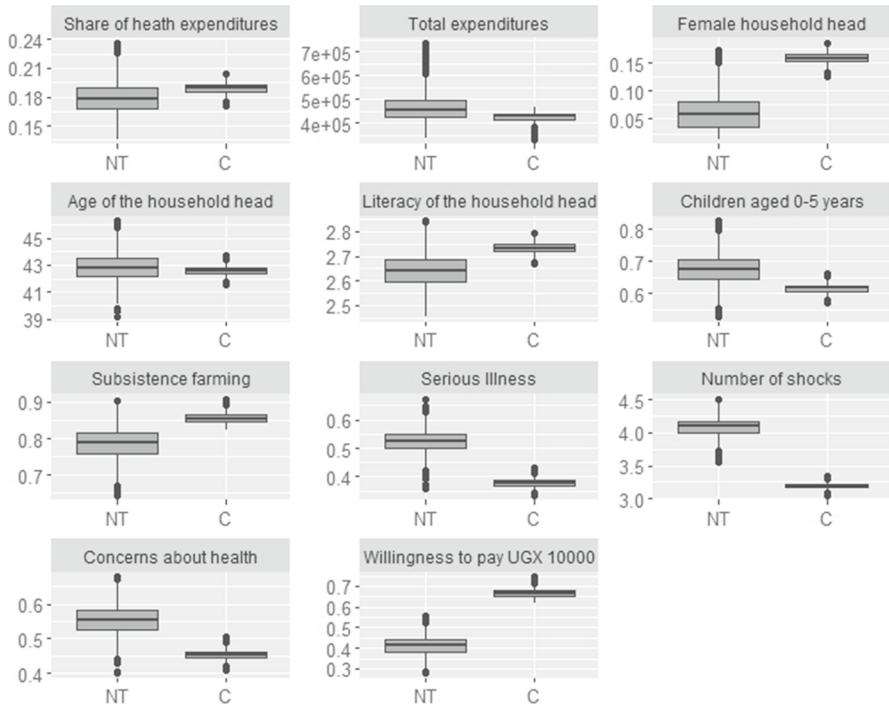 Share of heath expenditures
0.24
0.21
0.18
0.15
NT C
Total expenditures
7e+05
6e+05
5e+05
4e+05
NT C
Female household head
0.15
0.10
0.05
NT C
Age of the household head
45
43
41
39
NT C
Literacy of the household head
2.8
2.7
2.6
2.5
NT C
Children aged 0-5 years
0.8
0.7
0.6
NT C
Subsistence farming
0.9
0.8
0.7
NT C
Serious Illness
0.6
0.5
0.4
NT C
Number of shocks
4.5
4.0
3.5
3.0
NT C
Concerns about health
0.6
0.5
0.4
NT C
Willingness to pay UGX 10000
0.7
0.6
0.5
0.4
0.3
NT C